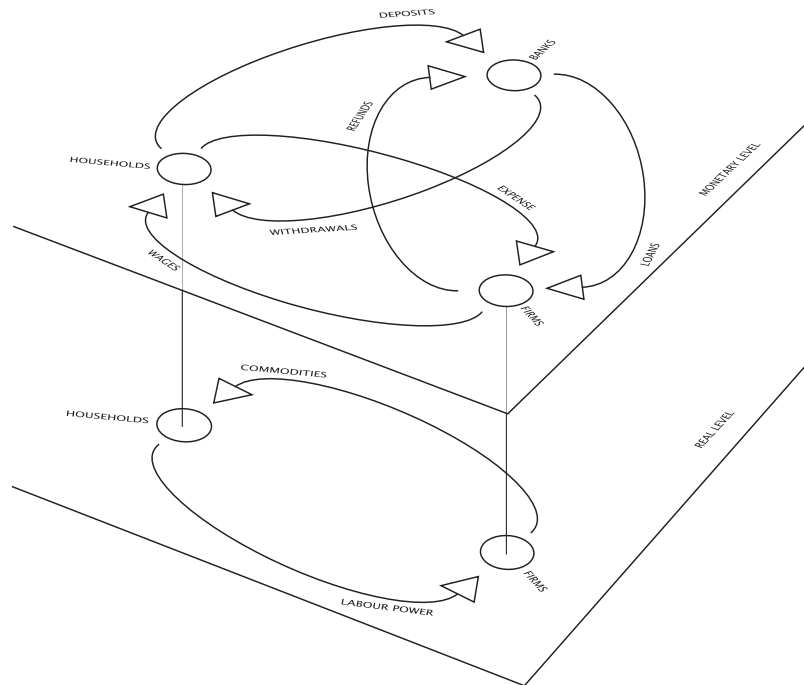 DEPOSITS
BANKS
REFUNDS
HOUSEHOLDS
MONETARY LEVEL
EXPENSE
WITHDRAWALS
WAGES
LOANS
FIRMS
COMMODITIES
HOUSEHOLDS
REAL LEVEL
FIRMS
LABOUR POWER